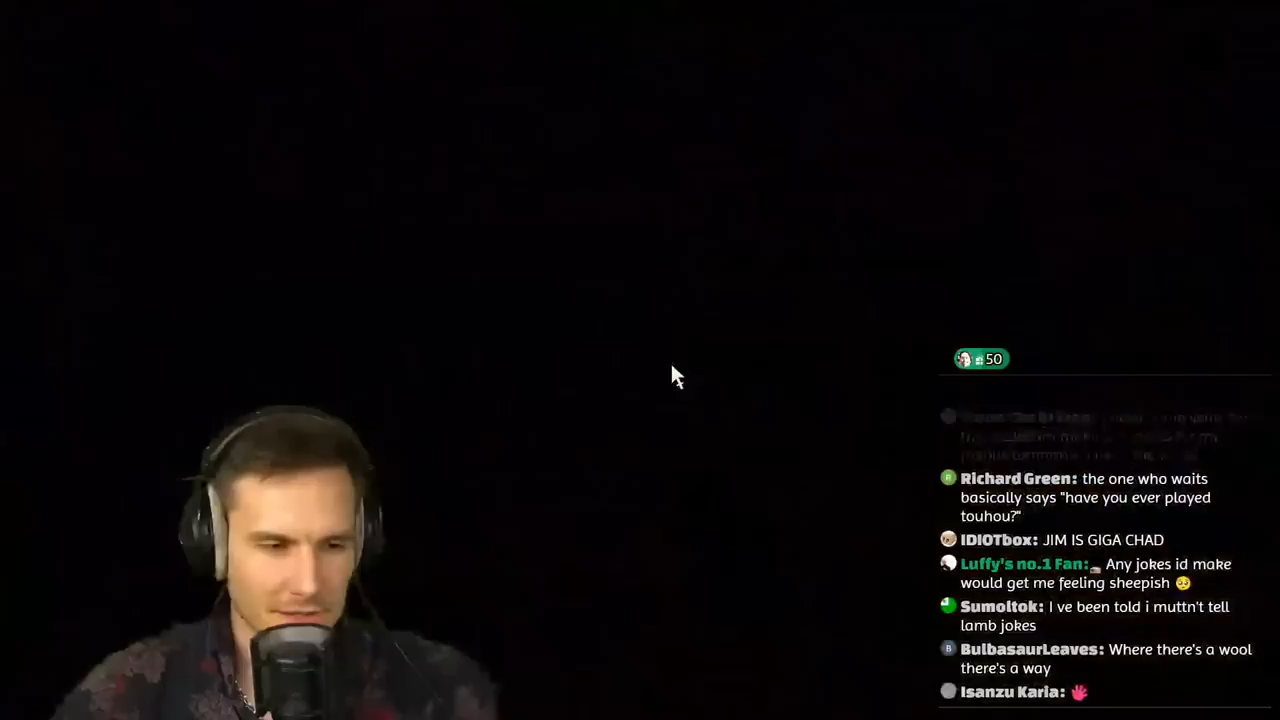 50
Richard Green: the one who waits
basically says "have you ever played
touhou?"
IDIOTbox: JIM IS GIGA CHAD
Luffy's no.1 Fan: Any jokes id make
would get me feeling sheepish 🥺
Sumoltok: I ve been told i muttn't tell
lamb jokes
BulbasaurLeaves: Where there's a wool
there's a way
Isanzu Karia: